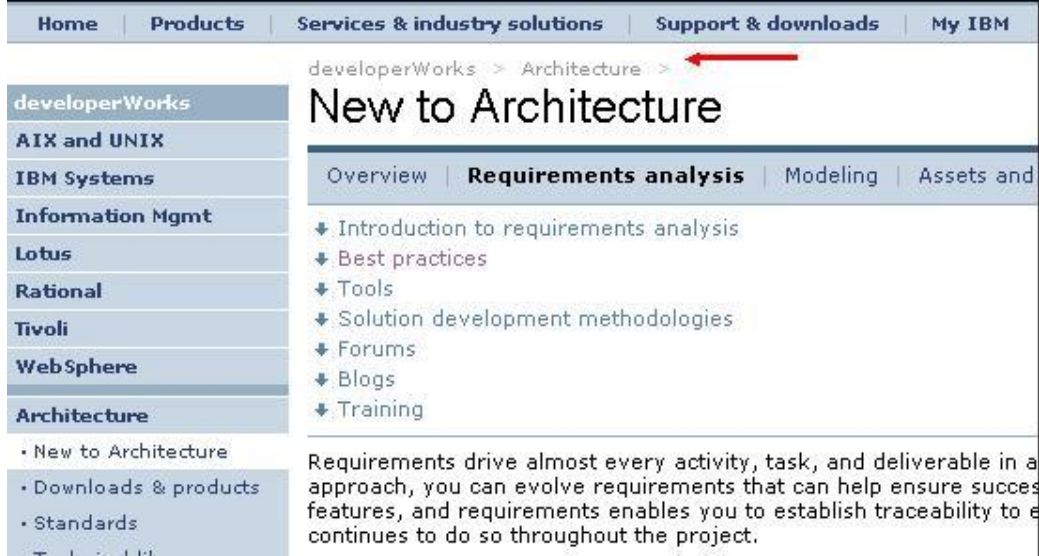 Home | Products | Services & industry solutions | Support & downloads | My IBM
developerWorks > Architecture >
New to Architecture
developerWorks
AIX and UNIX
IBM Systems
Information Mgmt
Lotus
Rational
Tivoli
WebSphere
Architecture
· New to Architecture
· Downloads & products
· Standards
Overview | Requirements analysis | Modeling | Assets and
Introduction to requirements analysis
Best practices
Tools
Solution development methodologies
Forums
Blogs
Training
Requirements drive almost every activity, task, and deliverable in a
approach, you can evolve requirements that can help ensure succes
features, and requirements enables you to establish traceability to e
continues to do so throughout the project.